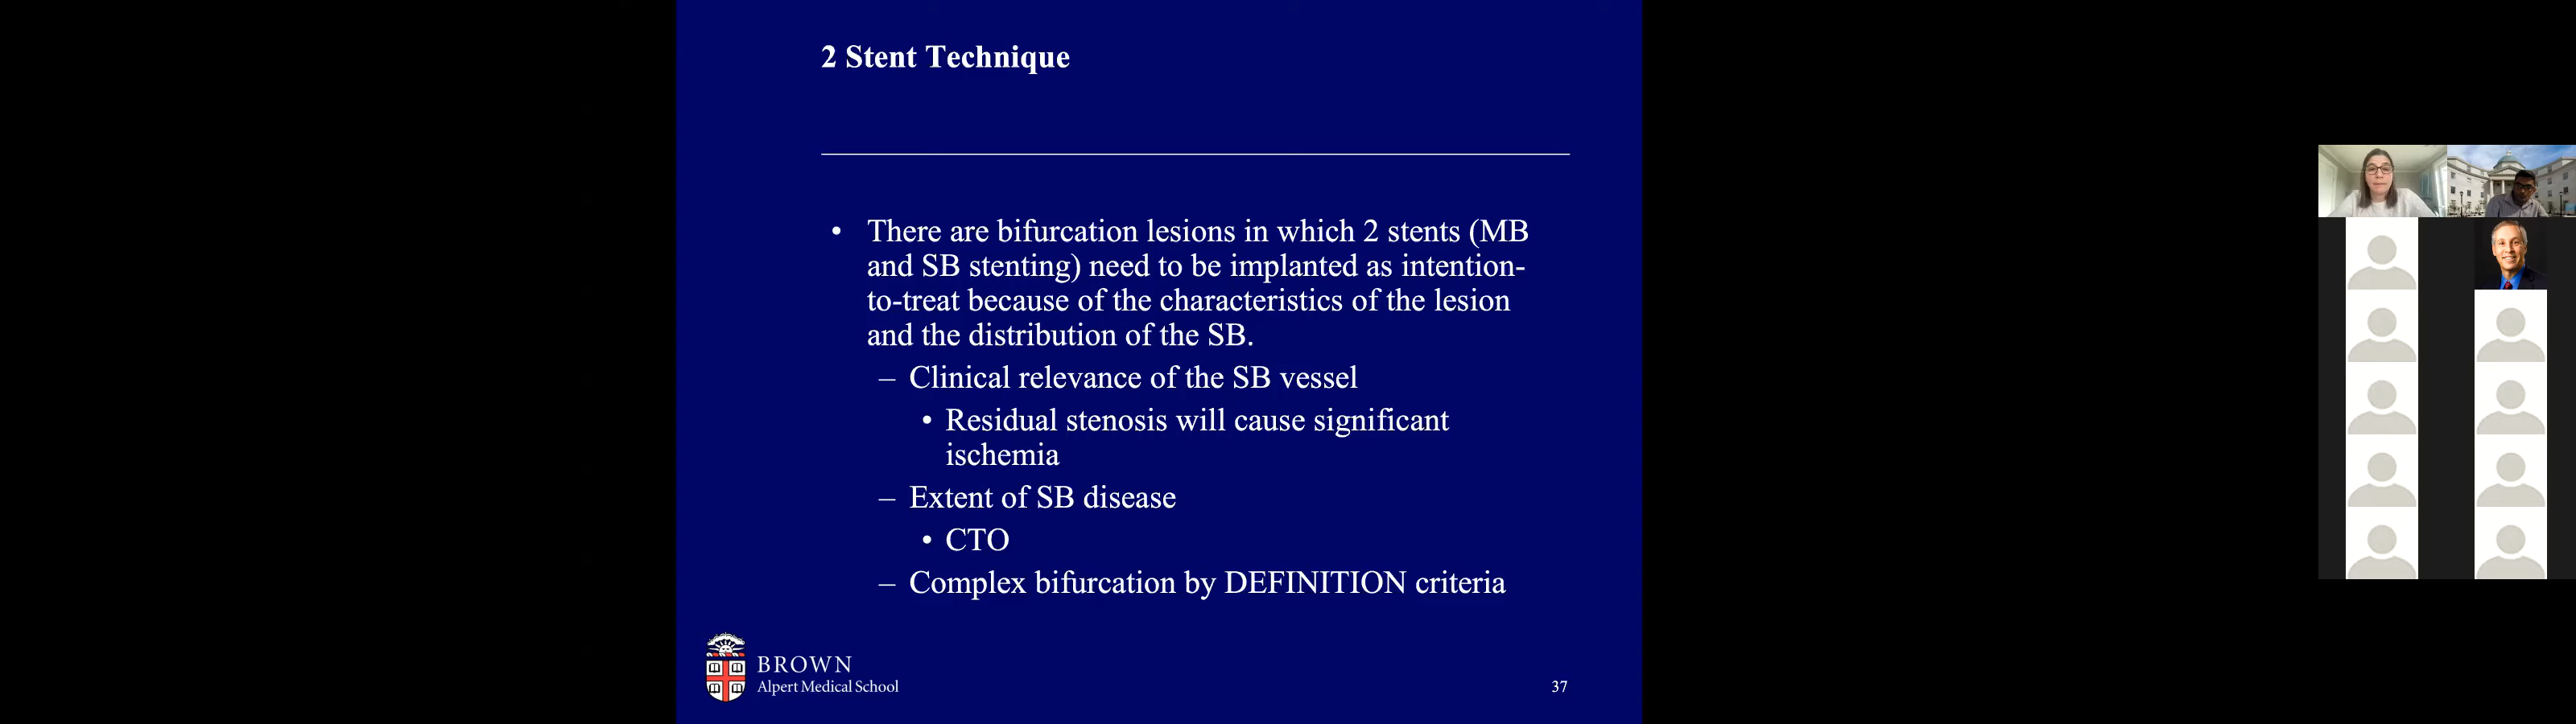 2 Stent Technique
• There are bifurcation lesions in which 2 stents (MB
and SB stenting) need to be implanted as intention-
to-treat because of the characteristics of the lesion
and the distribution of the SB.
– Clinical relevance of the SB vessel
• Residual stenosis will cause significant
ischemia
– Extent of SB disease
• CTO
– Complex bifurcation by DEFINITION criteria
BROWN
Alpert Medical School
37